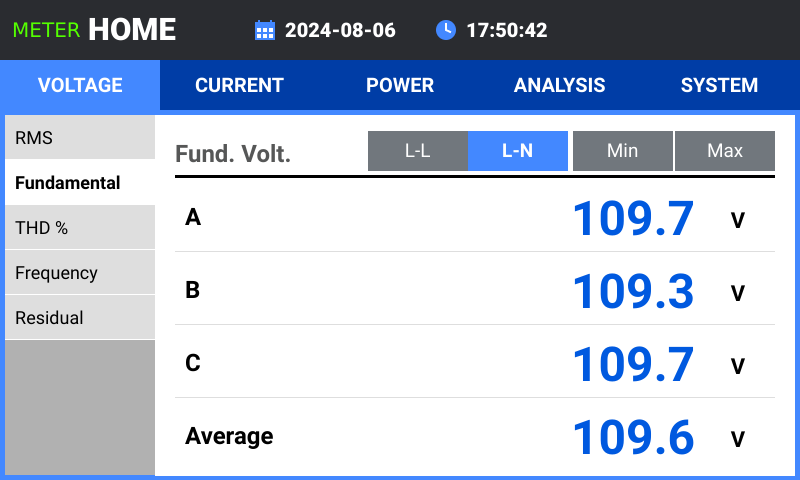 METER HOME 2024-08-06 17:50:42
VOLTAGE CURRENT POWER ANALYSIS SYSTEM
RMS
Fundamental
THD %
Frequency
Residual
Fund. Volt. L-L L-N Min Max
A 109.7 V
B 109.3 V
C 109.7 V
Average 109.6 V